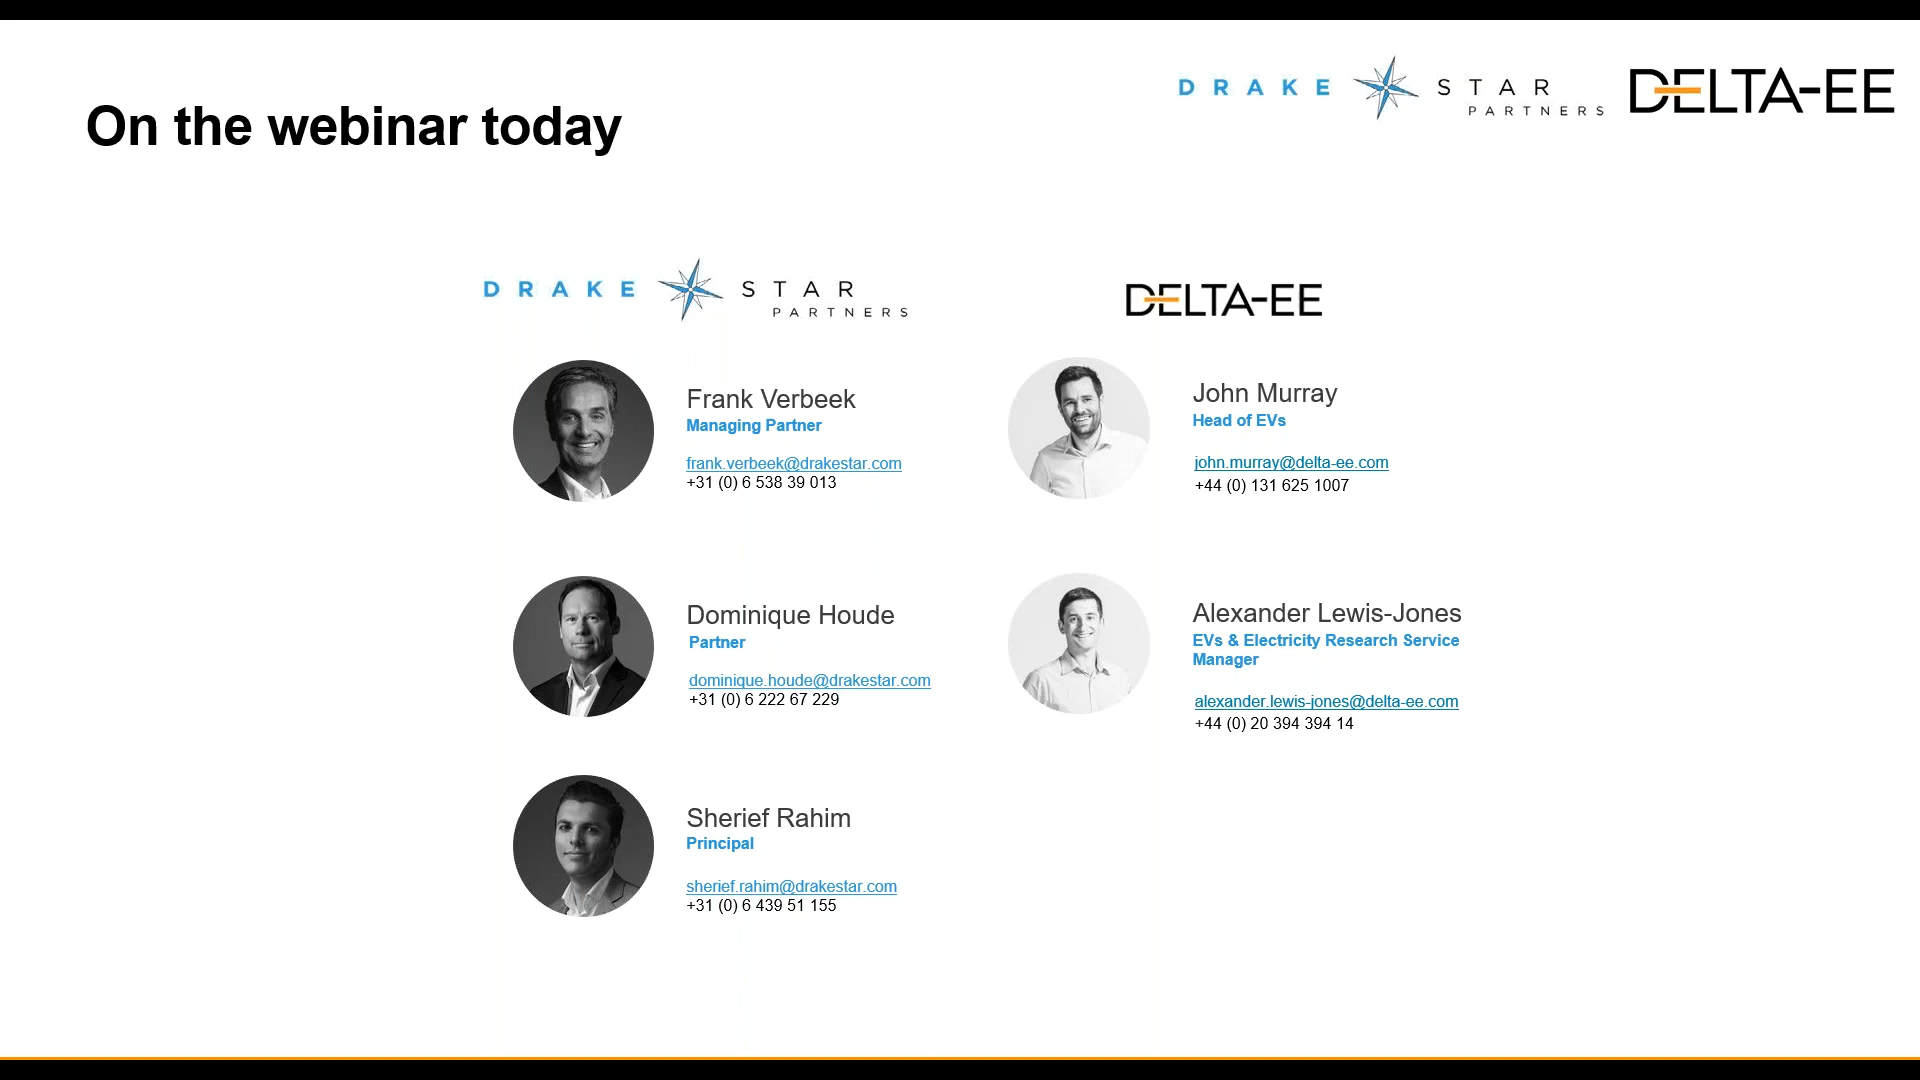 DRAKE STAR
PARTNERS
DELTA-EE
On the webinar today
DRAKE STAR
PARTNERS
Frank Verbeek
Managing Partner
frank.verbeek@drakestar.com
+31 (0) 6 538 39 013
Dominique Houde
Partner
dominique.houde@drakestar.com
+31 (0) 6 222 67 229
Sherief Rahim
Principal
sherief.rahim@drakestar.com
+31 (0) 6 439 51 155
DELTA-EE
John Murray
Head of EVs
john.murray@delta-ee.com
+44 (0) 131 625 1007
Alexander Lewis-Jones
EVs & Electricity Research Service
Manager
alexander.lewis-jones@delta-ee.com
+44 (0) 20 394 394 14